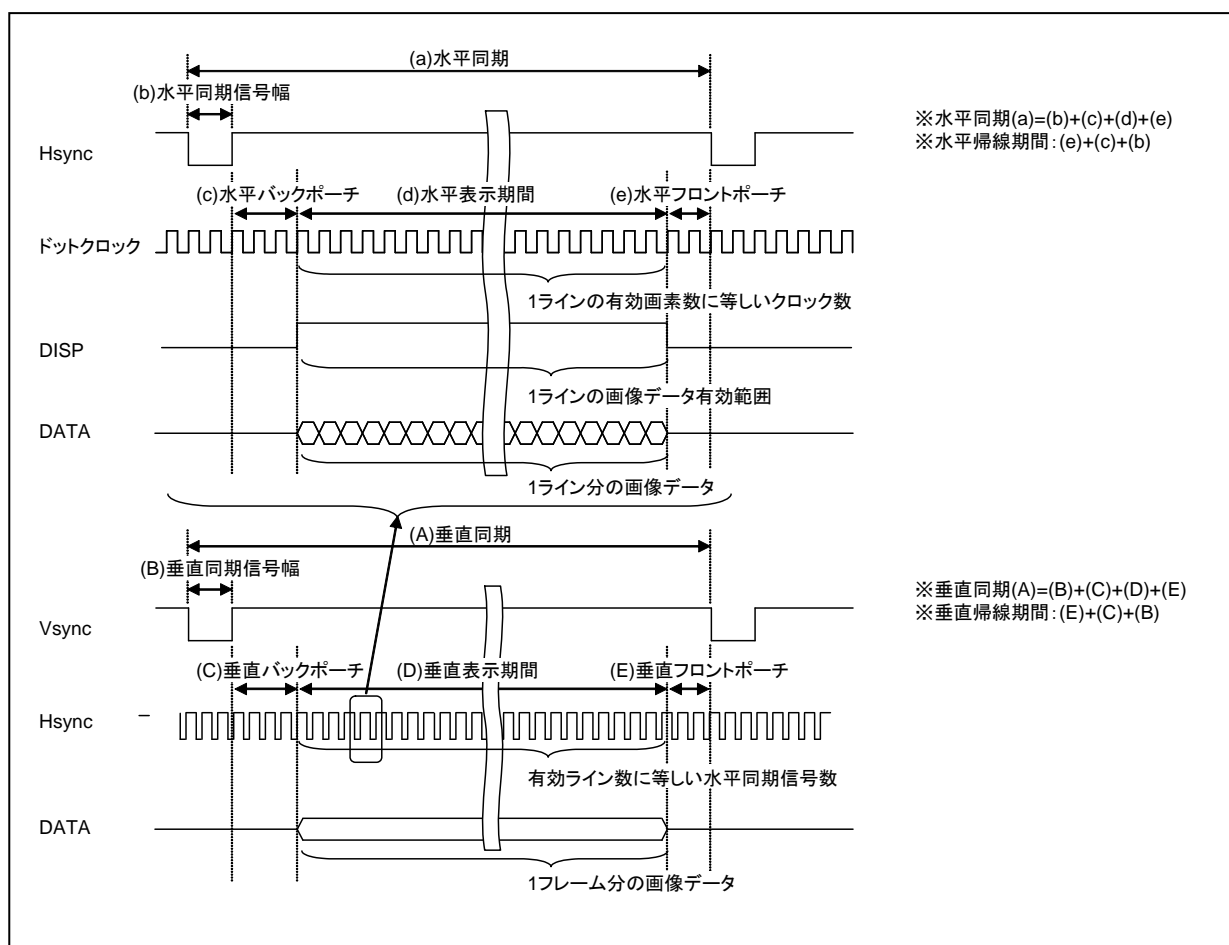 (a)水平同期
(b)水平同期信号幅
※水平同期(a)=(b)+(c)+(d)+(e)
※水平帰線期間:(e)+(c)+(b)
Hsync
(c)水平バックポーチ
(d)水平表示期間
(e)水平フロントポーチ
ドットクロック
1ラインの有効画素数に等しいクロック数
DISP
1ラインの画像データ有効範囲
DATA
1ライン分の画像データ
(A)垂直同期
(B)垂直同期信号幅
※垂直同期(A)=(B)+(C)+(D)+(E)
※垂直帰線期間:(E)+(C)+(B)
Vsync
(C)垂直バックポーチ
(D)垂直表示期間
(E)垂直フロントポーチ
Hsync
有効ライン数に等しい水平同期信号数
DATA
1フレーム分の画像データ